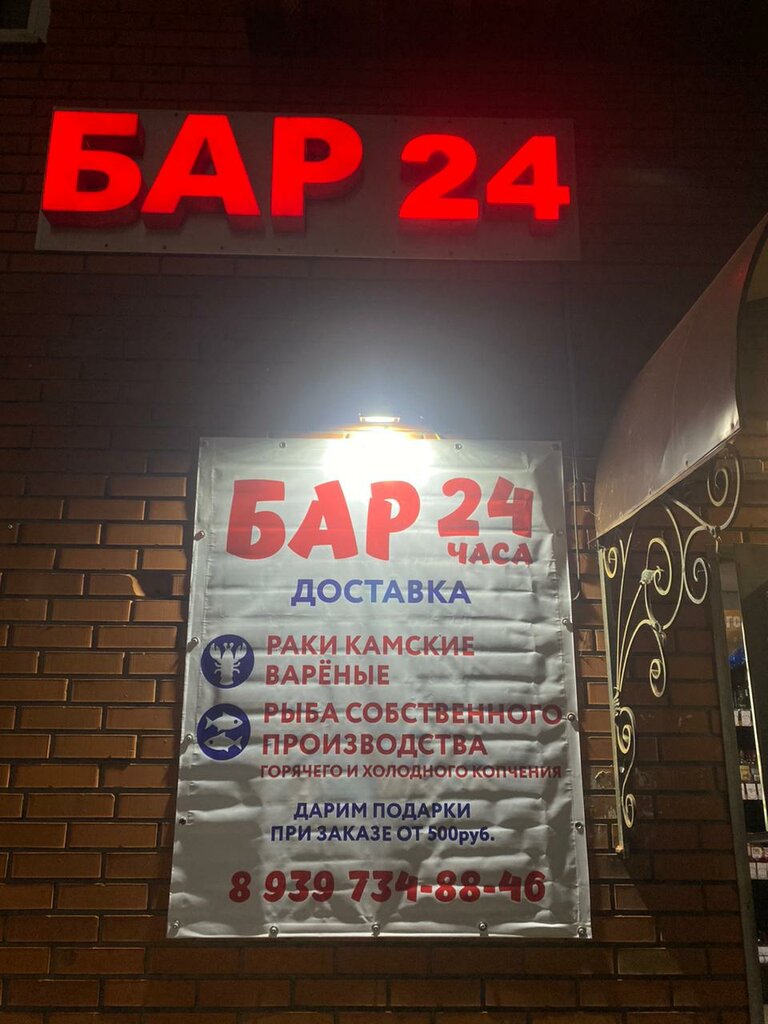 БАР 24
БАР 24
ЧАСА
ДОСТАВКА
РАКИ КАМСКИЕ
ВАРЁНЫЕ
РЫБА СОБСТВЕННОГО
ПРОИЗВОДСТВА
ГОРЯЧЕГО И ХОЛОДНОГО КОПЧЕНИЯ
ДАРИМ ПОДАРКИ
ПРИ ЗАКАЗЕ ОТ 500руб.
8 939 734-88-46